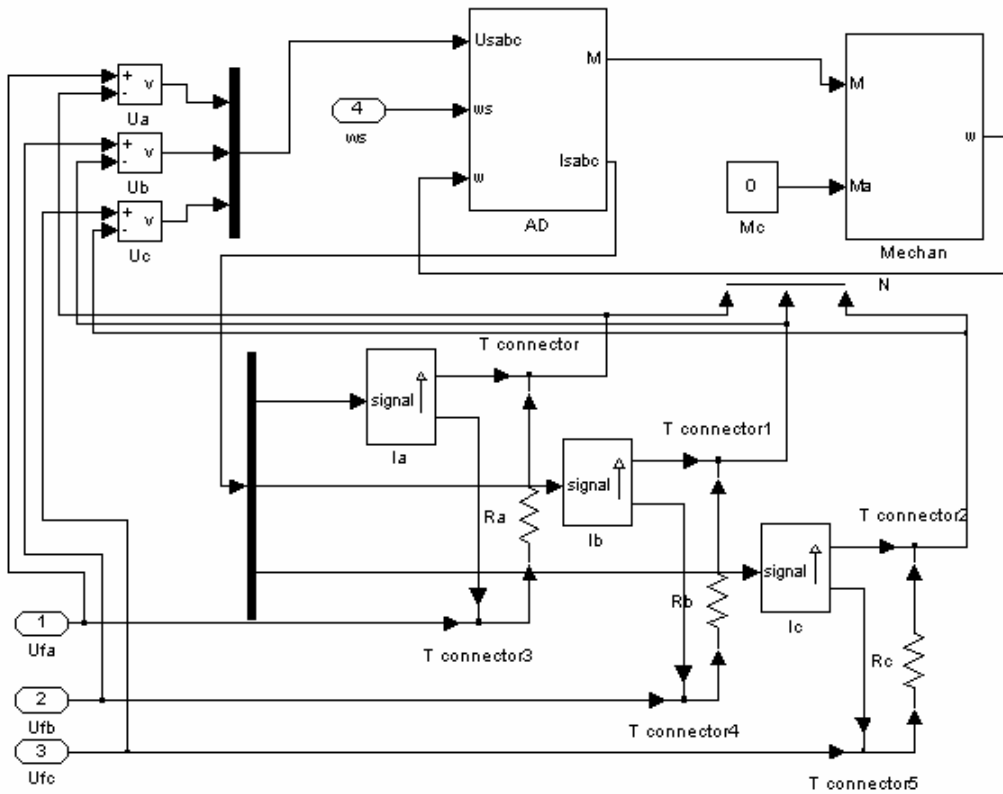 Usabc
M
+
-
v
Ua
4
ws
ws
M
+
-
v
Ub
Isabc
w
w
0
Mc
Ma
+
-
v
Uc
AD
Mechan
N
T connector
signal
Ia
T connector1
signal
Ib
Ra
T connector2
signal
Ic
Rb
1
Ufa
T connector3
Rc
2
Ufb
T connector4
3
Ufc
T connector5